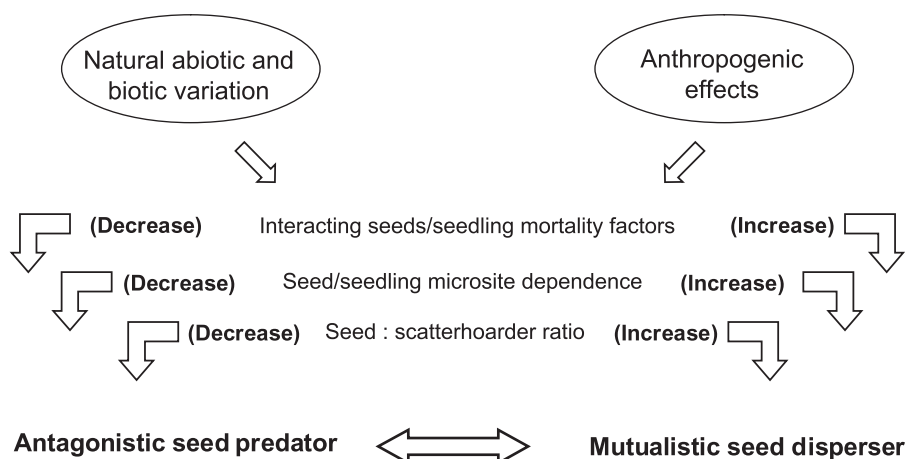 Natural abiotic and
biotic variation
Anthropogenic
effects
(Decrease) Interacting seeds/seedling mortality factors (Increase)
(Decrease) Seed/seedling microsite dependence (Increase)
(Decrease) Seed : scatterhoarder ratio (Increase)
Antagonistic seed predator Mutualistic seed disperser